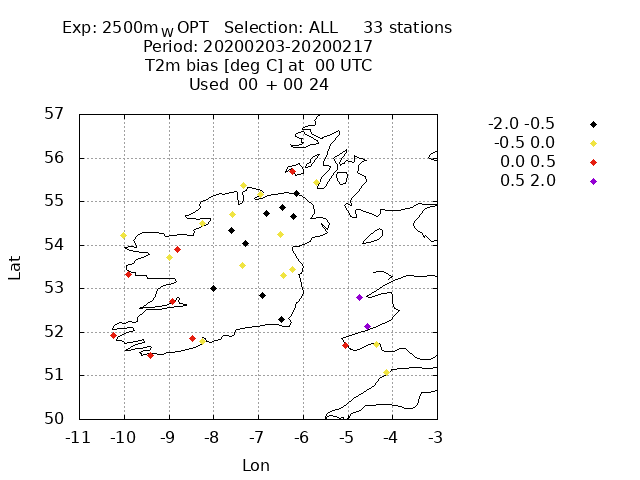 Exp: 2500m_W OPT Selection: ALL 33 stations
Period: 20200203-20200217
T2m bias [deg C] at 00 UTC
Used 00 + 00 24
-2.0 -0.5
-0.5 0.0
0.0 0.5
0.5 2.0
57
56
55
54
53
52
51
50
Lat
-11 -10 -9 -8 -7 -6 -5 -4 -3
Lon